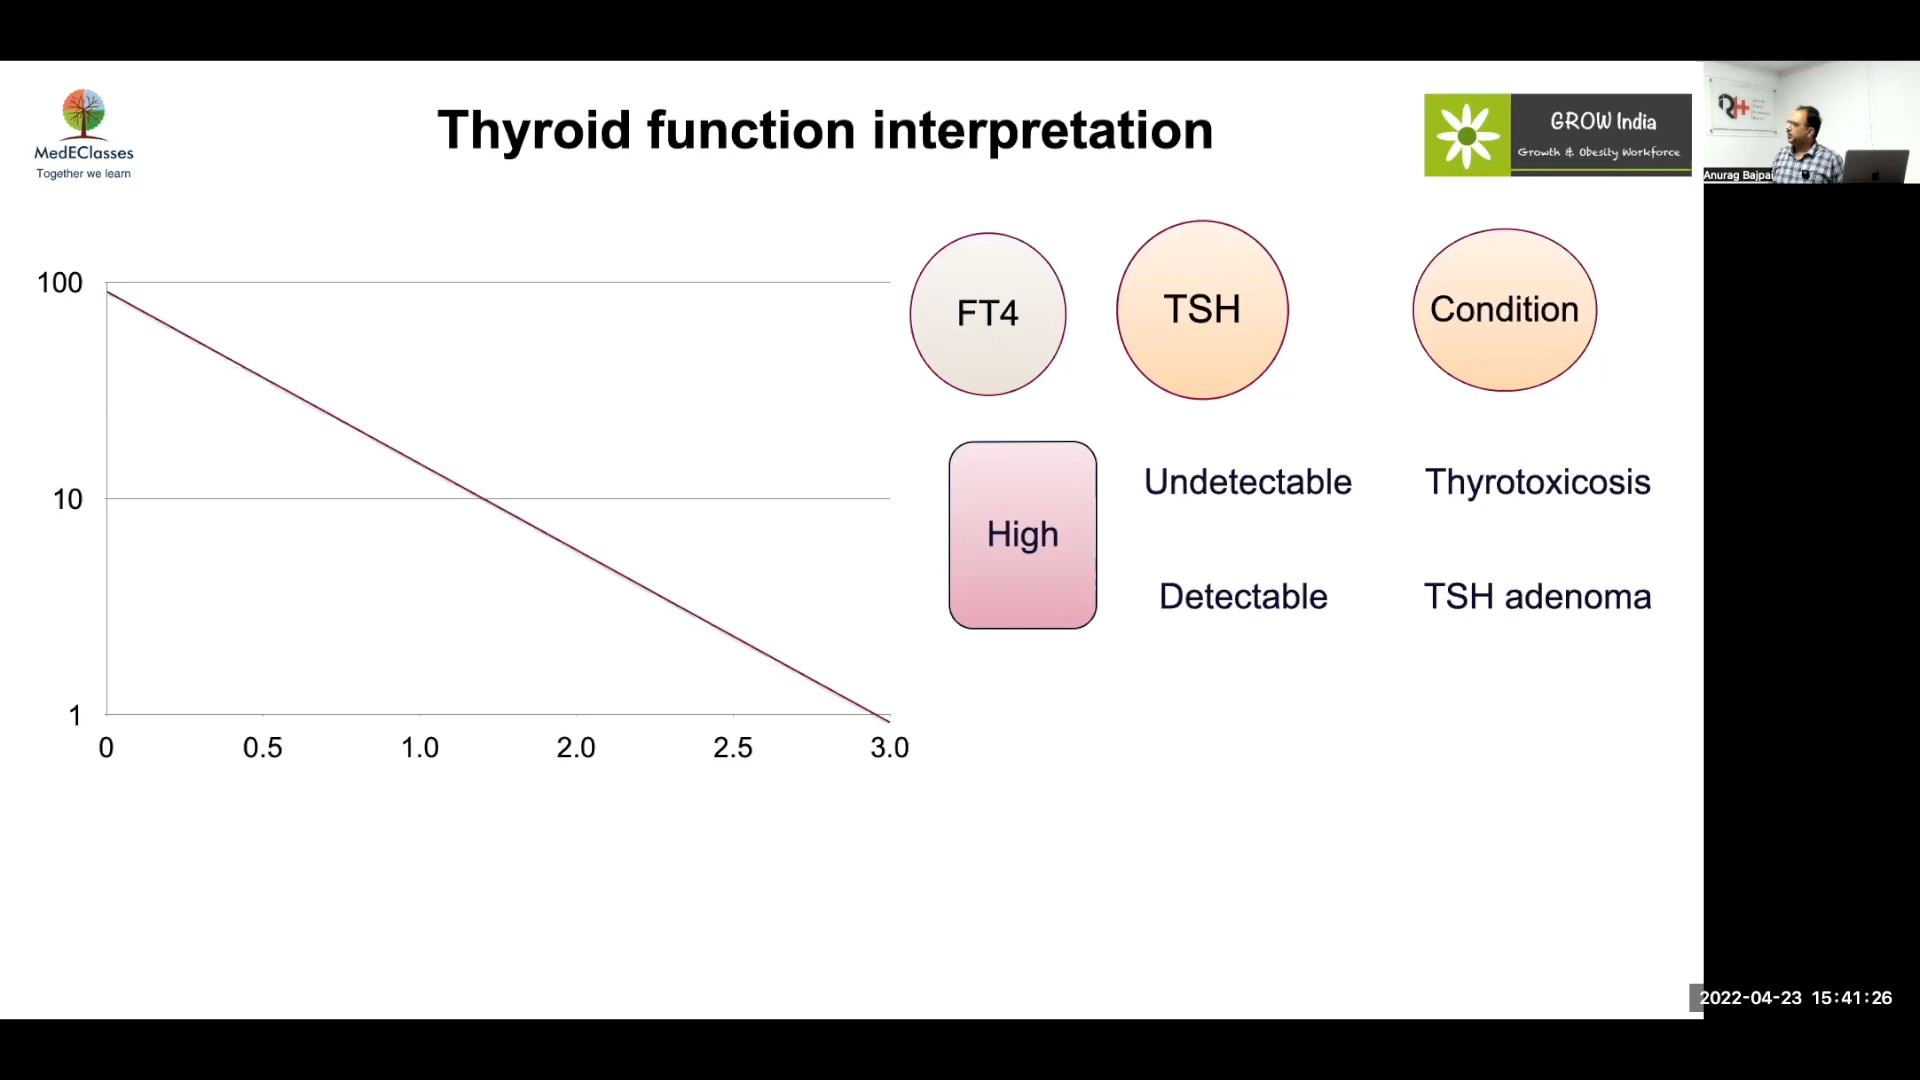 MedEClasses
Together we learn
Thyroid function interpretation
GROW India
Growth & Obesity Workforce
RH+
Anurag Bajpai
100
10
1
0 0.5 1.0 2.0 2.5 3.0
FT4 TSH Condition
High
Undetectable Thyrotoxicosis
Detectable TSH adenoma
2022-04-23 15:41:26